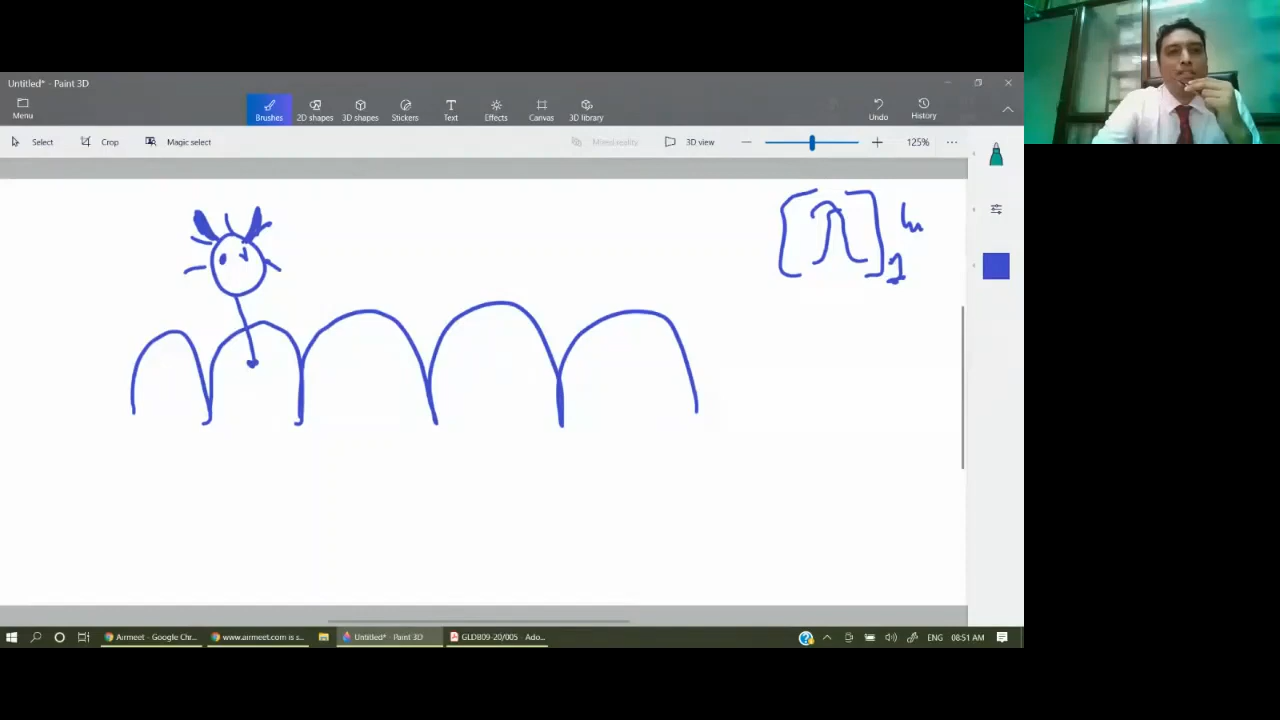 Untitled* - Paint 3D
Menu
Brushes
2D shapes
3D shapes
Stickers
Text
Effects
Canvas
3D library
Undo
History
Select
Crop
Magic select
Mixed reality
3D view
125%
[π]
1
Airmeet - Google Chr...
www.airmeet.com is s...
Untitled* - Paint 3D
GLDB09-20/005 - Ado...
ENG
08:51 AM